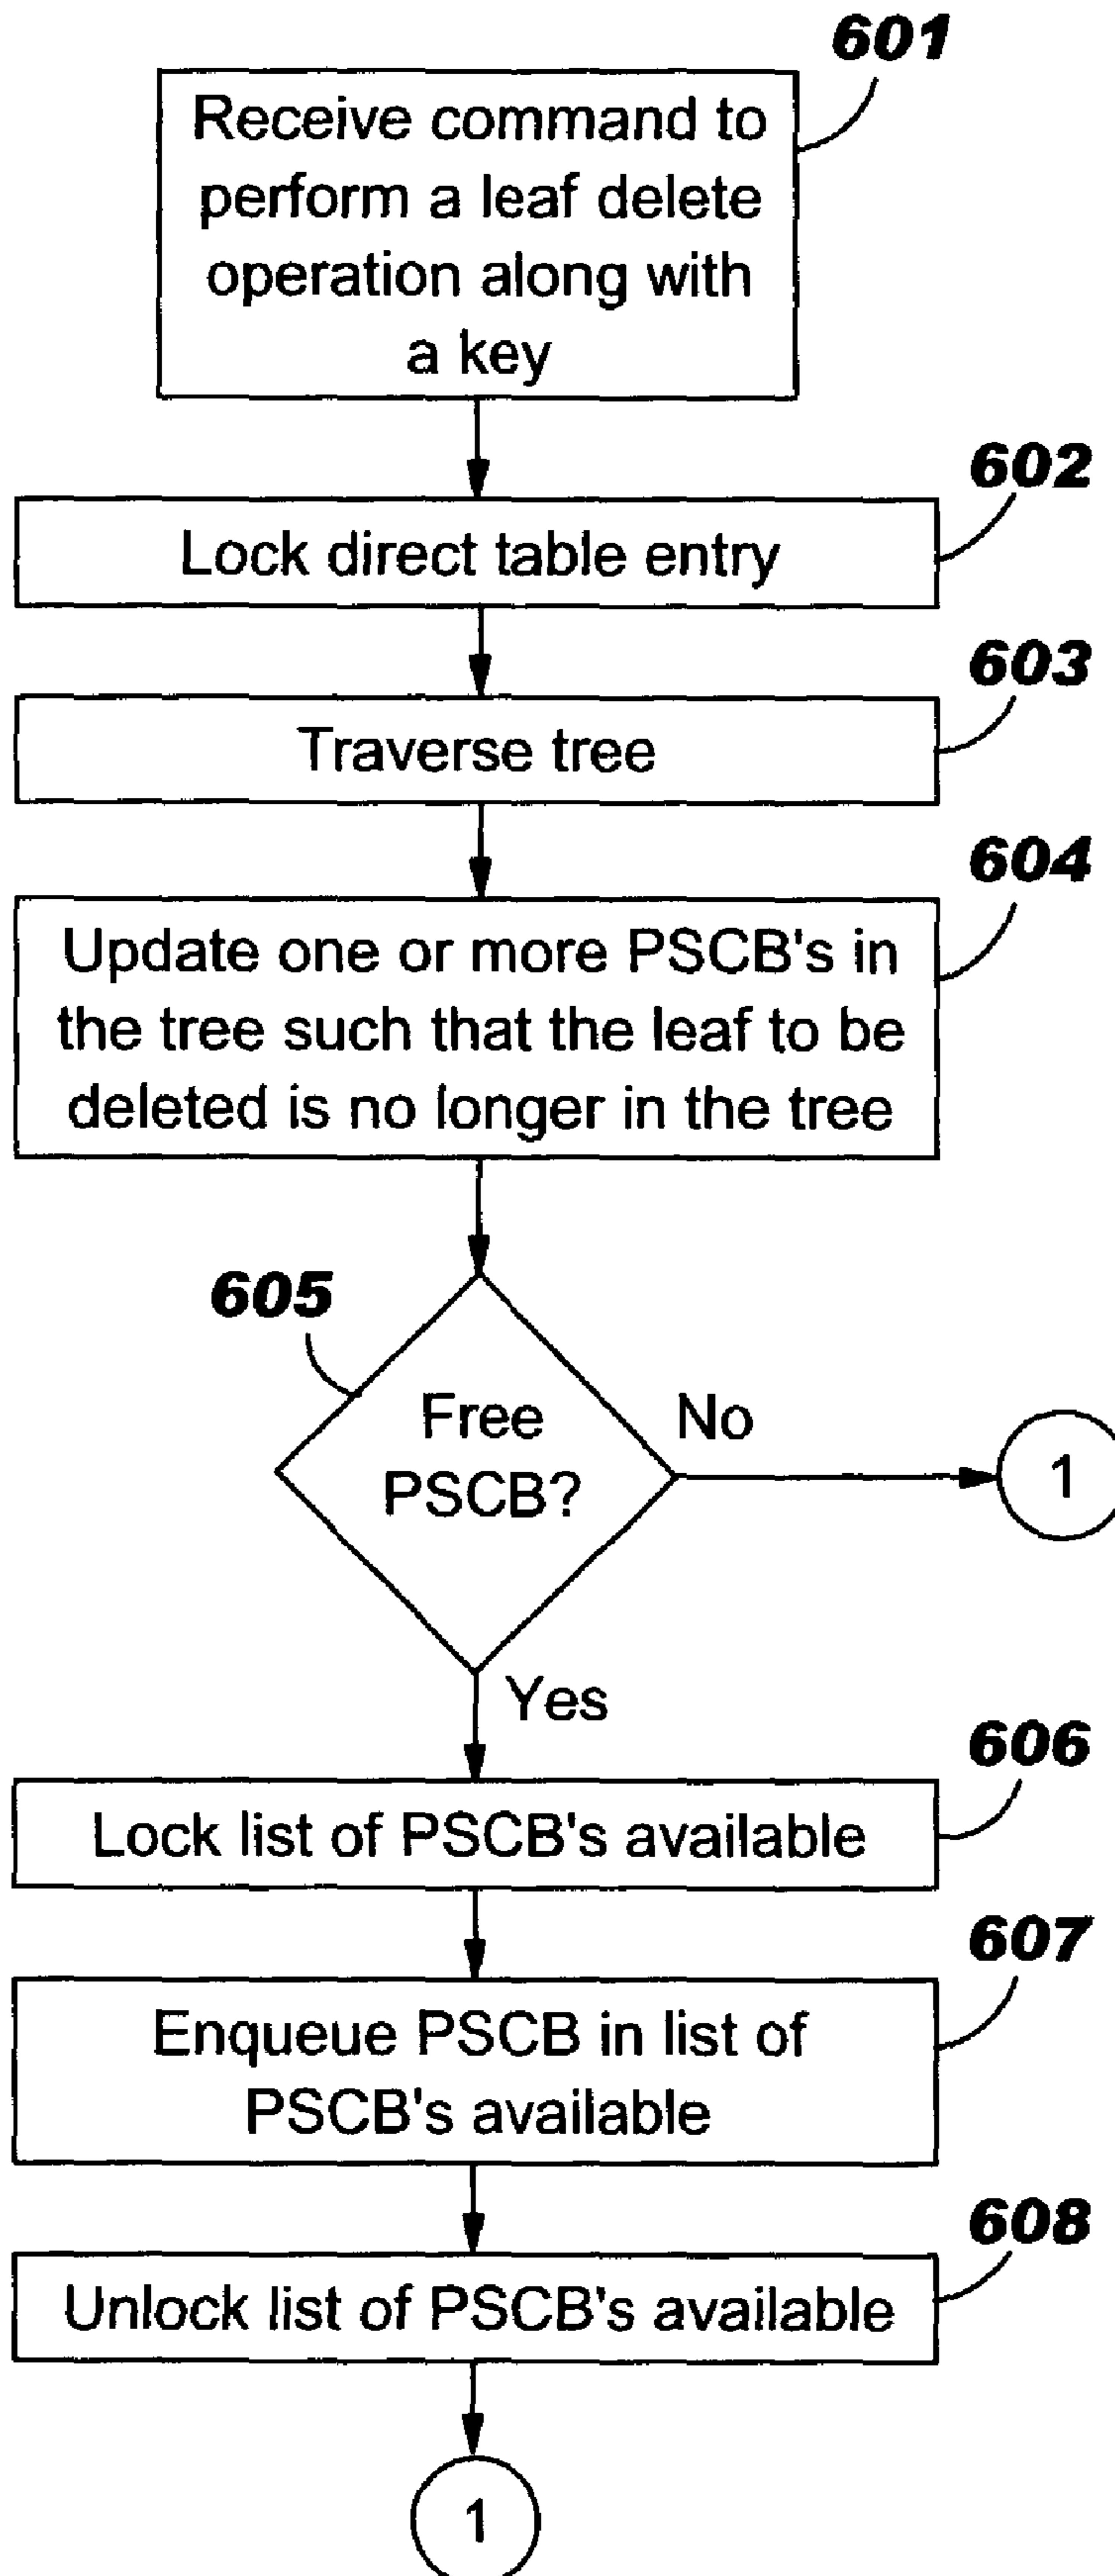 601
Receive command to
perform a leaf delete
operation along with
a key
602
Lock direct table entry
603
Traverse tree
604
Update one or more PSCB's in
the tree such that the leaf to be
deleted is no longer in the tree
605
Free
PSCB?
No
1
Yes
606
Lock list of PSCB's available
607
Enqueue PSCB in list of
PSCB's available
608
Unlock list of PSCB's available
1